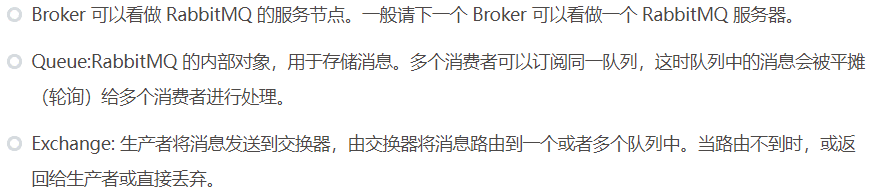 Broker 可以看做 RabbitMQ 的服务节点。一般请下一个 Broker 可以看做一个 RabbitMQ 服务器。
Queue:RabbitMQ 的内部对象，用于存储消息。多个消费者可以订阅同一队列，这时队列中的消息会被平摊
（轮询）给多个消费者进行处理。
Exchange: 生产者将消息发送到交换器，由交换器将消息路由到一个或者多个队列中。当路由不到时，或返
回给生产者或直接丢弃。